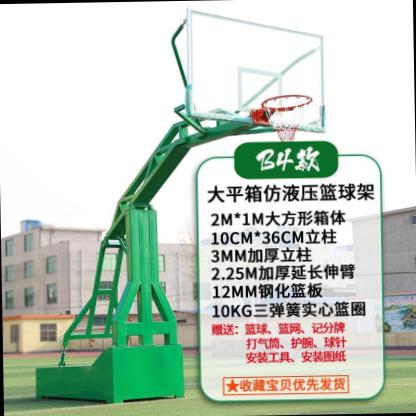 B4款
大平箱仿液压篮球架
2M*1M大方形箱体
10CM*36CM立柱
3MM加厚立柱
2.25M加厚延长伸臂
12MM钢化篮板
10KG三弹簧实心篮圈
赠送：篮球、篮网、记分牌
打气筒、护腕、球针
安装工具、安装图纸
★收藏宝贝优先发货